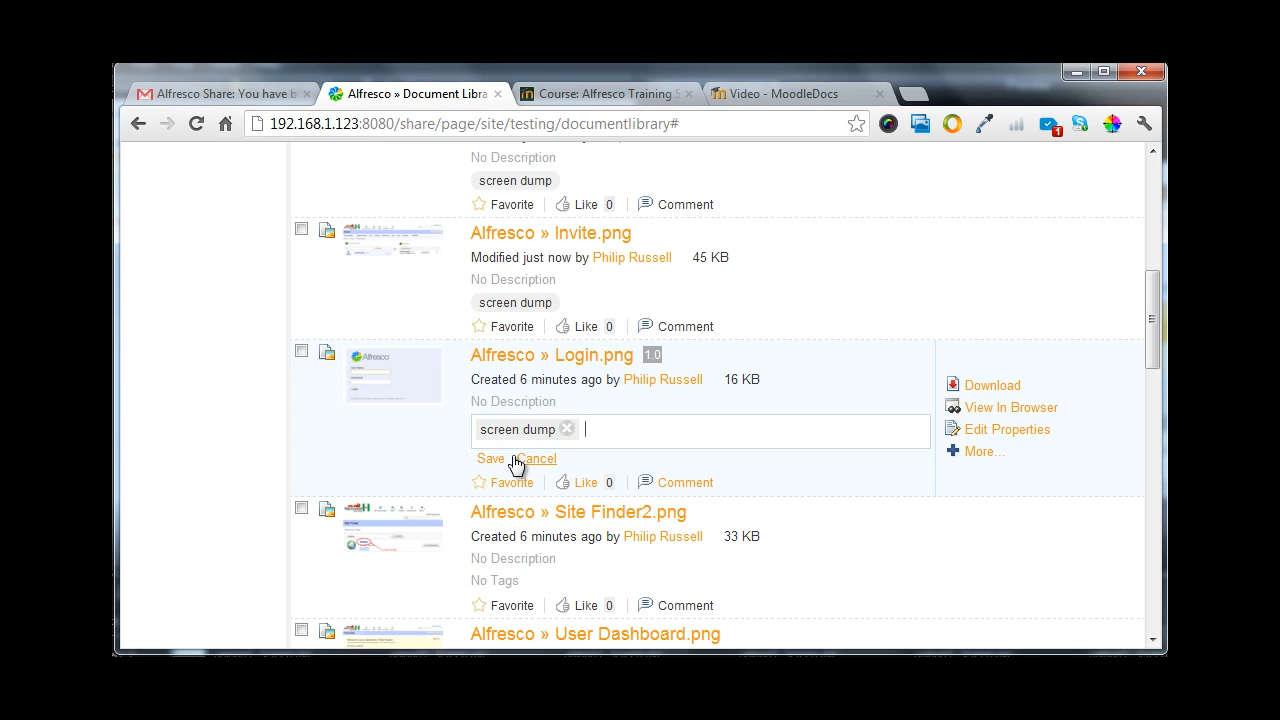 Alfresco Share: You have b
Alfresco » Document Libra
Course: Alfresco Training S
Video - MoodleDocs
192.168.1.123:8080/share/page/site/testing/documentlibrary#
1
No Description
screen dump
Favorite Like 0 Comment
Alfresco » Invite.png
Modified just now by Philip Russell 45 KB
No Description
screen dump
Favorite Like 0 Comment
Alfresco
Alfresco » Login.png 1.0
Created 6 minutes ago by Philip Russell 16 KB
No Description
screen dump
Save Cancel
Favorite Like 0 Comment
Download
View In Browser
Edit Properties
More...
Alfresco » Site Finder2.png
Created 6 minutes ago by Philip Russell 33 KB
No Description
No Tags
Favorite Like 0 Comment
Alfresco » User Dashboard.png